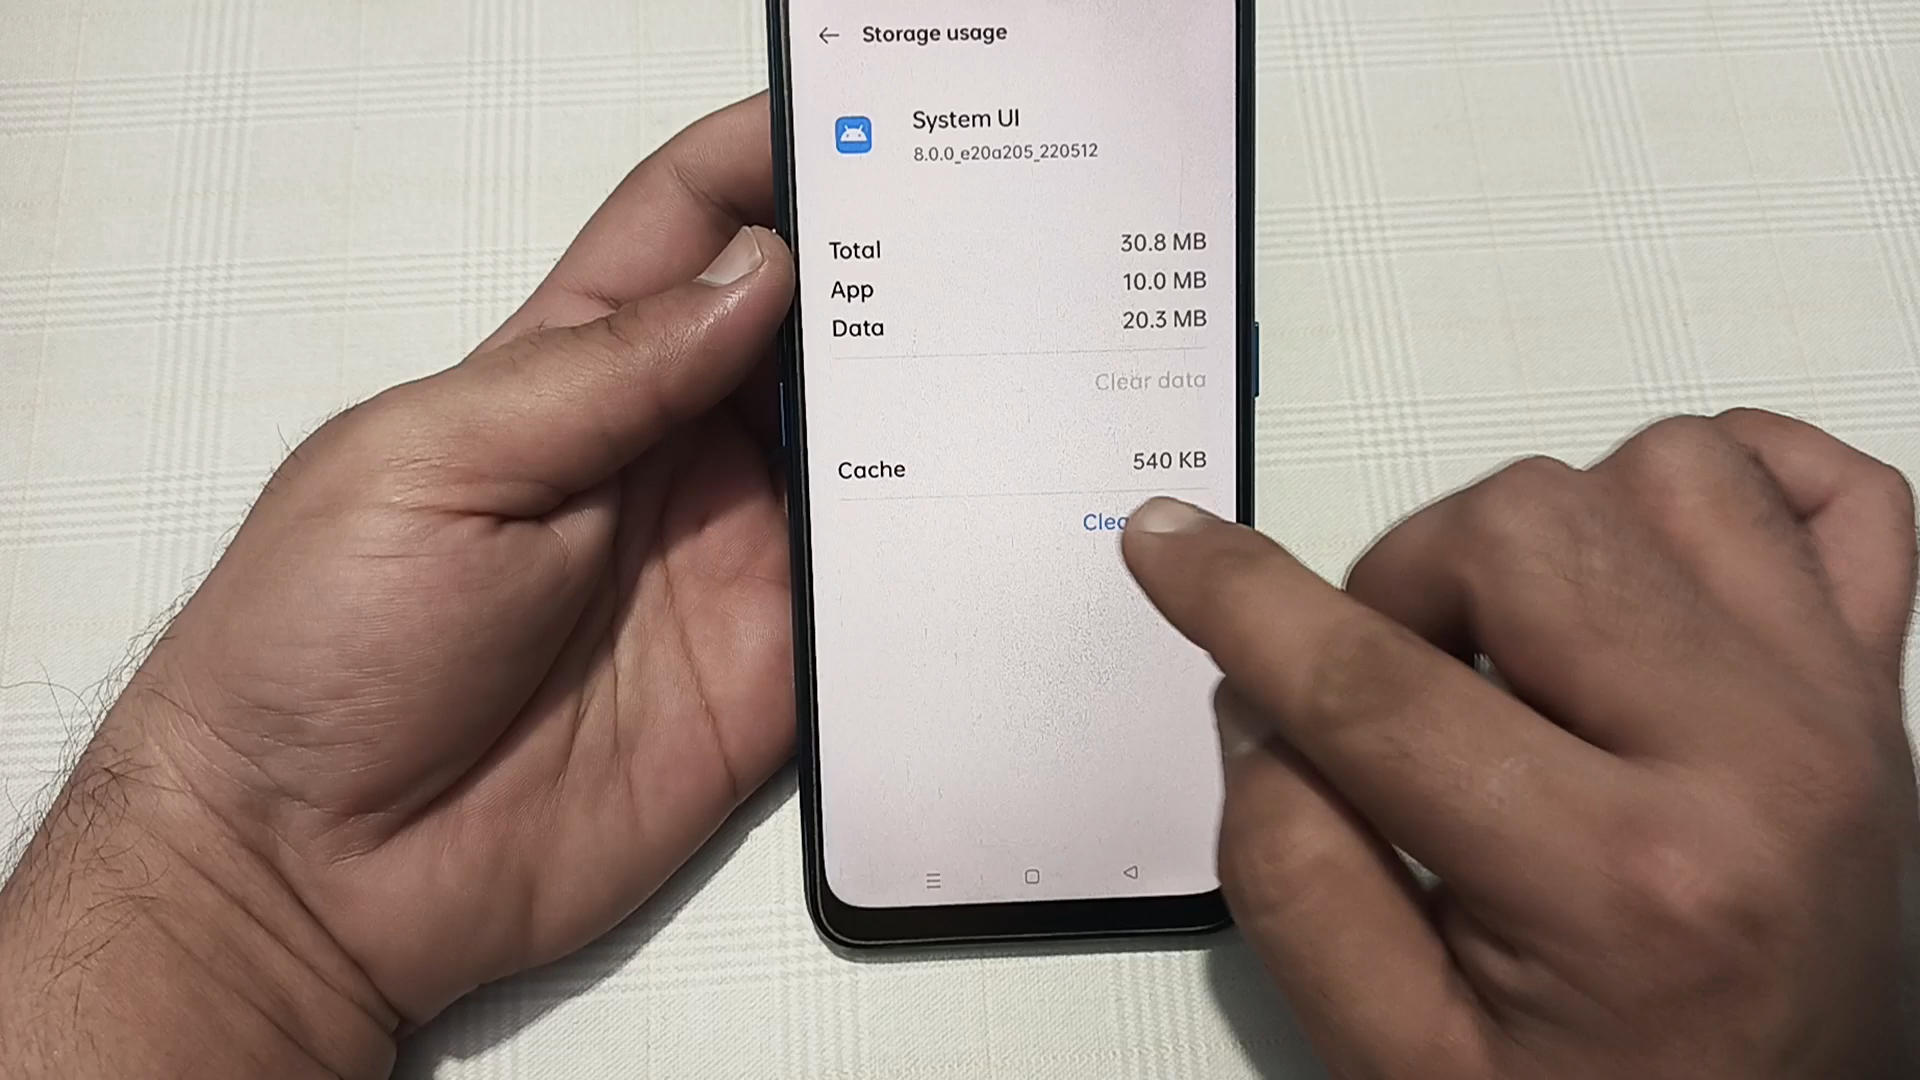 Storage usage
System UI
8.0.0_e20a205_220512
Total 30.8 MB
App 10.0 MB
Data 20.3 MB
Clear data
Cache 540 KB